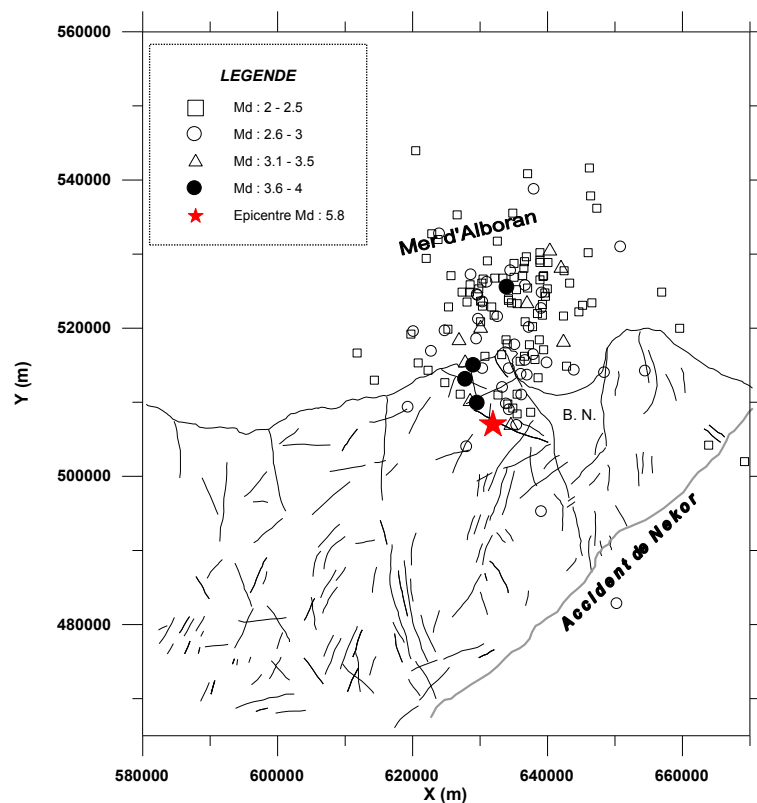 560000
540000
520000
500000
480000
Y (m)
LEGENDE
Md : 2 - 2.5
Md : 2.6 - 3
Md : 3.1 - 3.5
Md : 3.6 - 4
Epicentre Md : 5.8
Mer d'Alboran
B. N.
Accident de Nekor
580000 600000 620000 640000 660000
X (m)